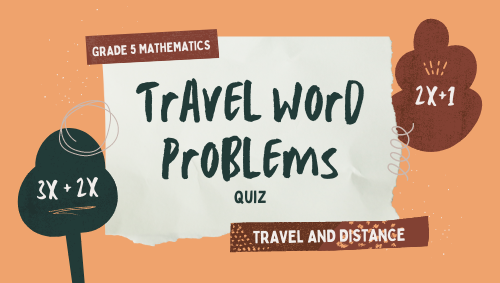 GRADE 5 MATHEMATICS
TrAVEL WorD
ProBLEms
QUIZ
TRAVEL AND DISTANCE
2X+1
3X + 2X